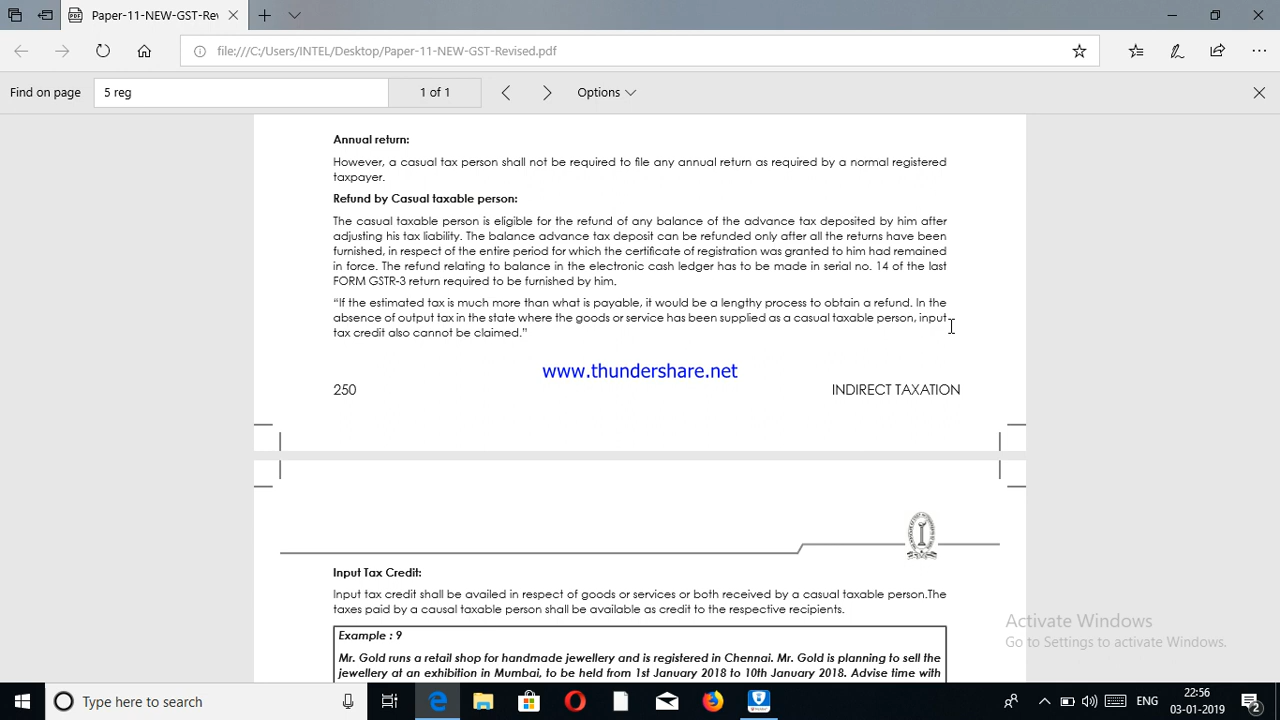 Paper-11-NEW-GST-Rev
file:///C:/Users/INTEL/Desktop/Paper-11-NEW-GST-Revised.pdf
Find on page
5 reg
1 of 1
Options
Annual return:
However, a casual tax person shall not be required to file any annual return as required by a normal registered
taxpayer.
Refund by Casual taxable person:
The casual taxable person is eligible for the refund of any balance of the advance tax deposited by him after
adjusting his tax liability. The balance advance tax deposit can be refunded only after all the returns have been
furnished, in respect of the entire period for which the certificate of registration was granted to him had remained
in force. The refund relating to balance in the electronic cash ledger has to be made in serial no. 14 of the last
FORM GSTR-3 return required to be furnished by him.
“If the estimated tax is much more than what is payable, it would be a lengthy process to obtain a refund. In the
absence of output tax in the state where the goods or service has been supplied as a casual taxable person, input
tax credit also cannot be claimed.”
www.thundershare.net
250
INDIRECT TAXATION
Input Tax Credit:
Input tax credit shall be availed in respect of goods or services or both received by a casual taxable person.The
taxes paid by a causal taxable person shall be available as credit to the respective recipients.
Example : 9
Mr. Gold runs a retail shop for handmade jewellery and is registered in Chennai. Mr. Gold is planning to sell the
jewellery at an exhibition in Mumbai, to be held from 1st January 2018 to 10th January 2018. Advise time with
Activate Windows
Go to Settings to activate Windows.
Type here to search
ENG
22:56
03-01-2019
2